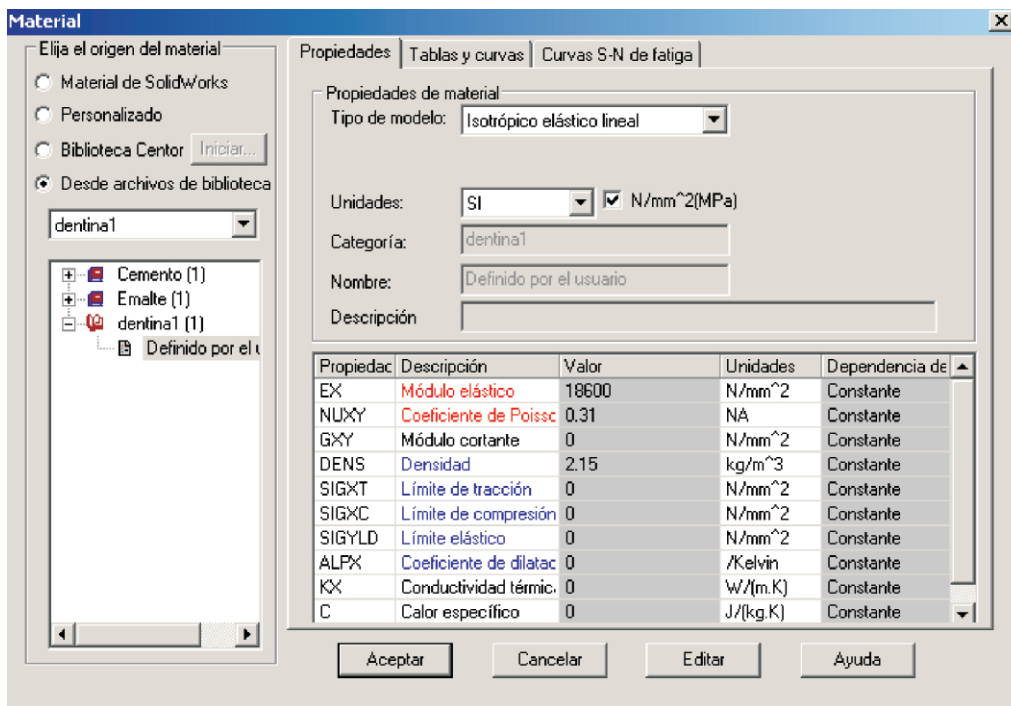 Material
Elija el origen del material
Material de SolidWorks
Personalizado
Biblioteca Centor Iniciar...
Desde archivos de biblioteca
dentina1
Cemento (1)
Emalte (1)
dentina1 (1)
Definido por el u
Propiedades Tablas y curvas Curvas S-N de fatiga
Propiedades de material
Tipo de modelo: Isotrópico elástico lineal
Unidades: SI N/mm^2(MPa)
Categoría: dentina1
Nombre: Definido por el usuario
Descripción
Propiedac Descripción Valor Unidades Dependencia de
EX Módulo elástico 18600 N/mm^2 Constante
NUXY Coeficiente de Poissc 0.31 NA Constante
GXY Módulo cortante 0 N/mm^2 Constante
DENS Densidad 2.15 kg/m^3 Constante
SIGXT Límite de tracción 0 N/mm^2 Constante
SIGXC Límite de compresión 0 N/mm^2 Constante
SIGYLD Límite elástico 0 N/mm^2 Constante
ALPX Coeficiente de dilatac 0 /Kelvin Constante
KX Conductividad térmic 0 W/(m.K) Constante
C Calor específico 0 J/(kg.K) Constante
Aceptar Cancelar Editar Ayuda